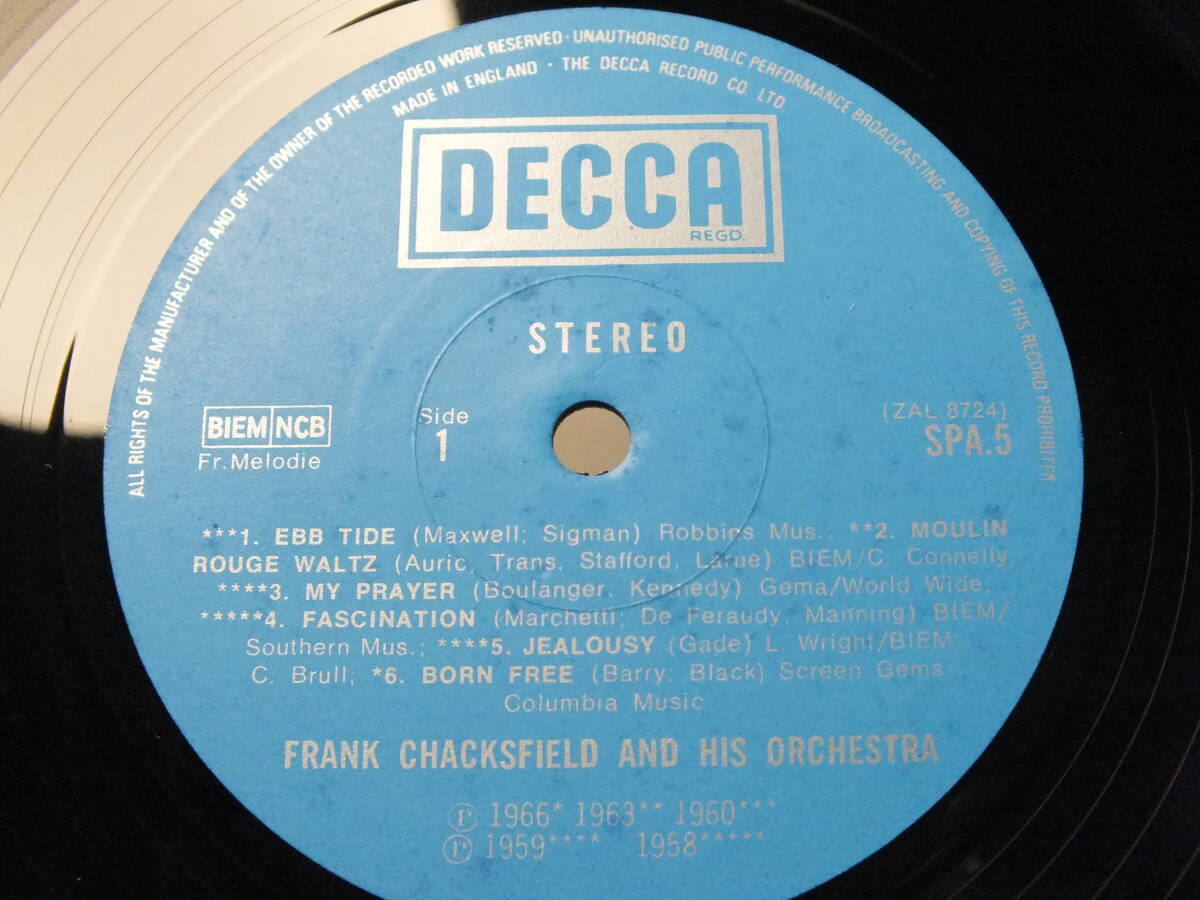 ALL RIGHTS OF THE MANUFACTURER AND OF THE OWNER OF THE RECORDED WORK RESERVED · UNAUTHORISED PUBLIC PERFORMANCE BROADCASTING AND COPYING OF THIS RECORD PROHIBITED
MADE IN ENGLAND · THE DECCA RECORD CO. LTD
DECCA
REGD.
STEREO
BIEM NCB
Fr. Melodie
Side
1
(ZAL.8724)
SPA.5
***1. EBB TIDE (Maxwell; Sigman) Robbins Mus.; **2. MOULIN
ROUGE WALTZ (Auric, Trans. Stafford, Larue) BIEM/C Connelly.
****3. MY PRAYER (Boulanger, Kennedy) Gema/World Wide.
*****4. FASCINATION (Marchetti; De Feraudy, Manning) BIEM/
Southern Mus.; ****5. JEALOUSY (Gade) L. Wright/BIEM
C. Brull; *6. BORN FREE (Barry; Black) Screen Gems/
Columbia Music
FRANK CHACKSFIELD AND HIS ORCHESTRA
Ⓟ 1966* 1963** 1960***
Ⓟ 1959**** 1958*****